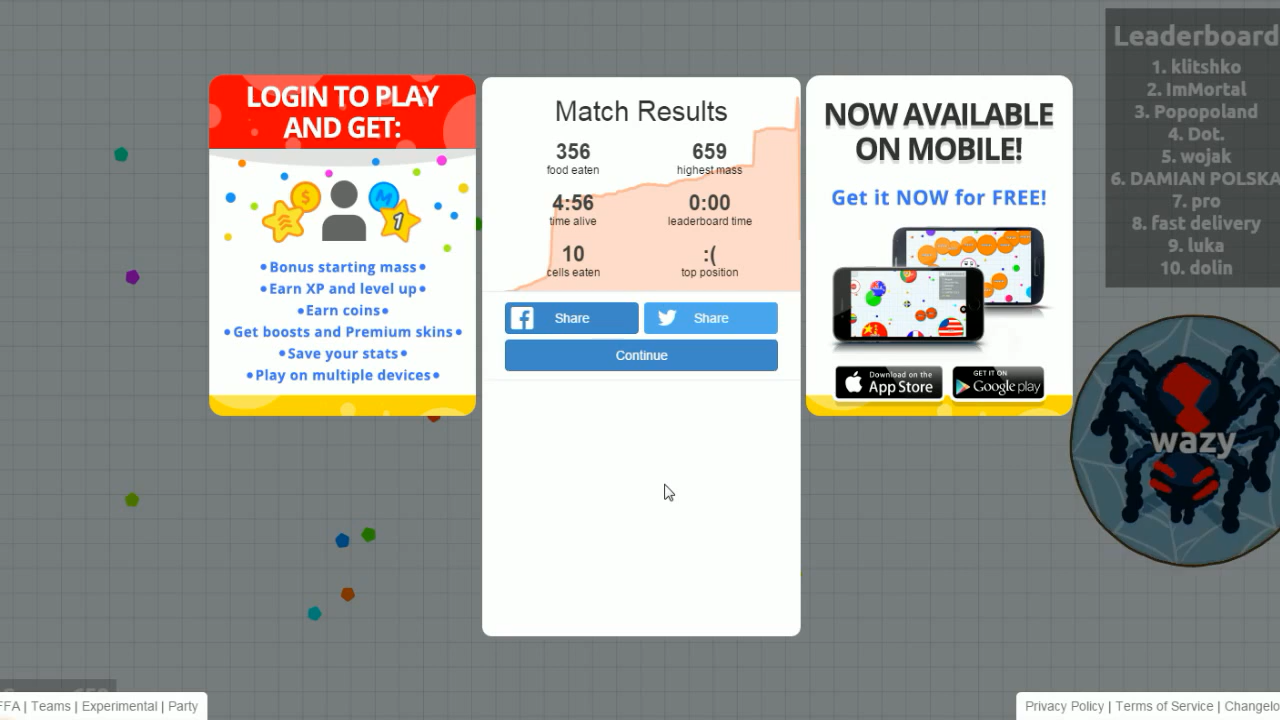 LOGIN TO PLAY
AND GET:
•Bonus starting mass•
•Earn XP and level up•
•Earn coins•
•Get boosts and Premium skins•
•Save your stats•
•Play on multiple devices•
Match Results
356
food eaten
659
highest mass
4:56
time alive
0:00
leaderboard time
10
cells eaten
:(
top position
Share
Share
Continue
NOW AVAILABLE
ON MOBILE!
Get it NOW for FREE!
Download on the
App Store
GET IT ON
Google play
Leaderboard
1. klitshko
2. ImMortal
3. Popopoland
4. Dot.
5. wojak
6. DAMIAN POLSKA
7. pro
8. fast delivery
9. luka
10. dolin
wazy
FFA | Teams | Experimental | Party
Privacy Policy | Terms of Service | Changelo